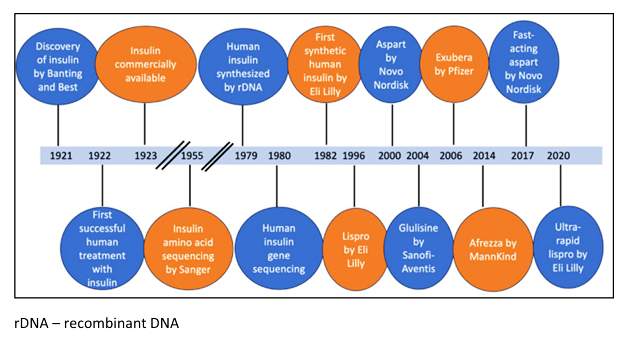 Discovery
of insulin
by Banting
and Best
Insulin
commercially
available
Human
insulin
synthesized
by rDNA
First
synthetic
human
insulin by
Eli Lilly
Aspart
by
Novo
Nordisk
Exubera
by Pfizer
Fast-
acting
aspart
by Novo
Nordisk
1921 1922 1923 1955 1979 1980 1982 1996 2000 2004 2006 2014 2017 2020
First
successful
human
treatment
with
insulin
Insulin
amino acid
sequencing
by Sanger
Human
insulin
gene
sequencing
Lispro
by Eli
Lilly
Glulisine
by
Sanofi-
Aventis
Afrezza by
MannKind
Ultra-
rapid
lispro by
Eli Lilly
rDNA – recombinant DNA